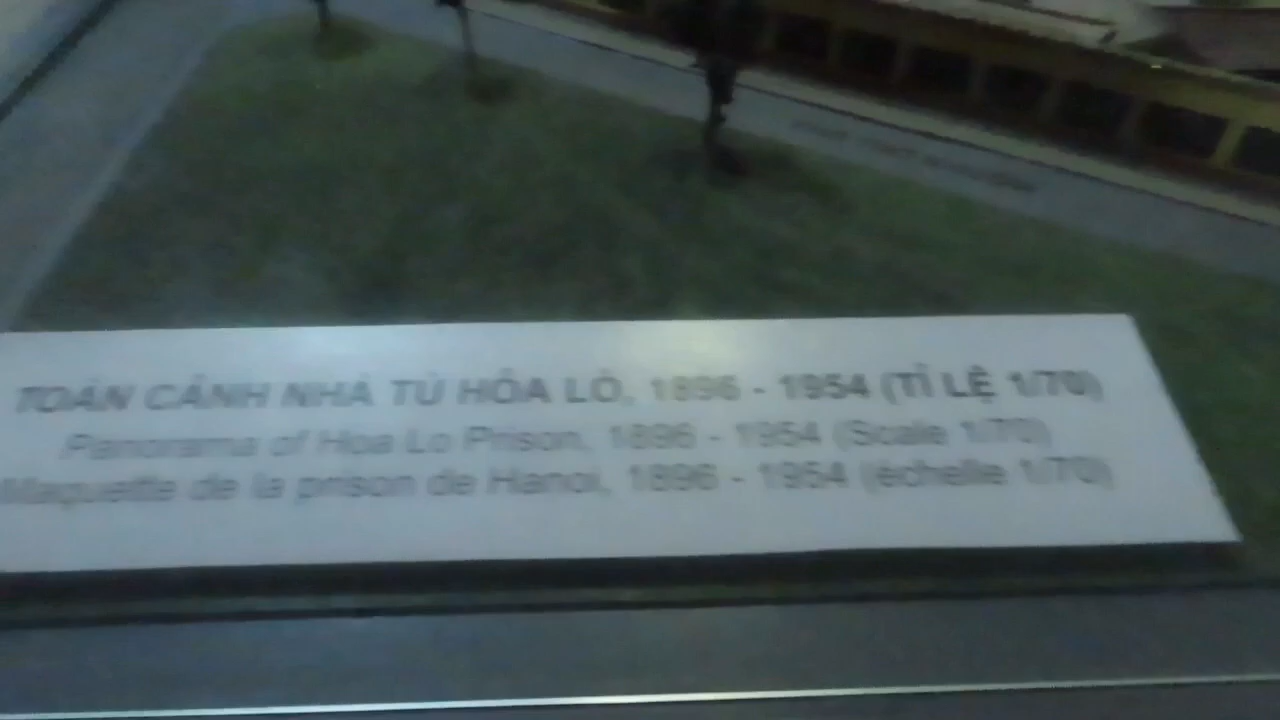 TOÀN CẢNH NHÀ TÙ HỎA LÒ, 1896 - 1954 (TỈ LỆ 1/70)
Panorama of Hoa Lo Prison, 1896 - 1954 (Scale 1/70)
Maquette de la prison de Hanoi, 1896 - 1954 (échelle 1/70)